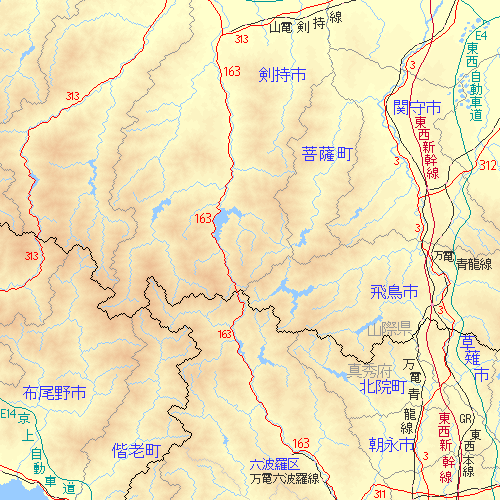 山電剣持線
313
E4
東西自動車道
163
剣持市
3
313
関守市
東西新幹線
菩薩町
3
312
163
3
313
万電青龍線
飛鳥市
3
山際県
163
草薙市
真秀府
万電青龍線
北院町
布尾野市
E14
京上自動車道
東西新幹線
GR東西本線
朝永市
163
偕老町
3
六波羅区
万電六波羅線
311
3